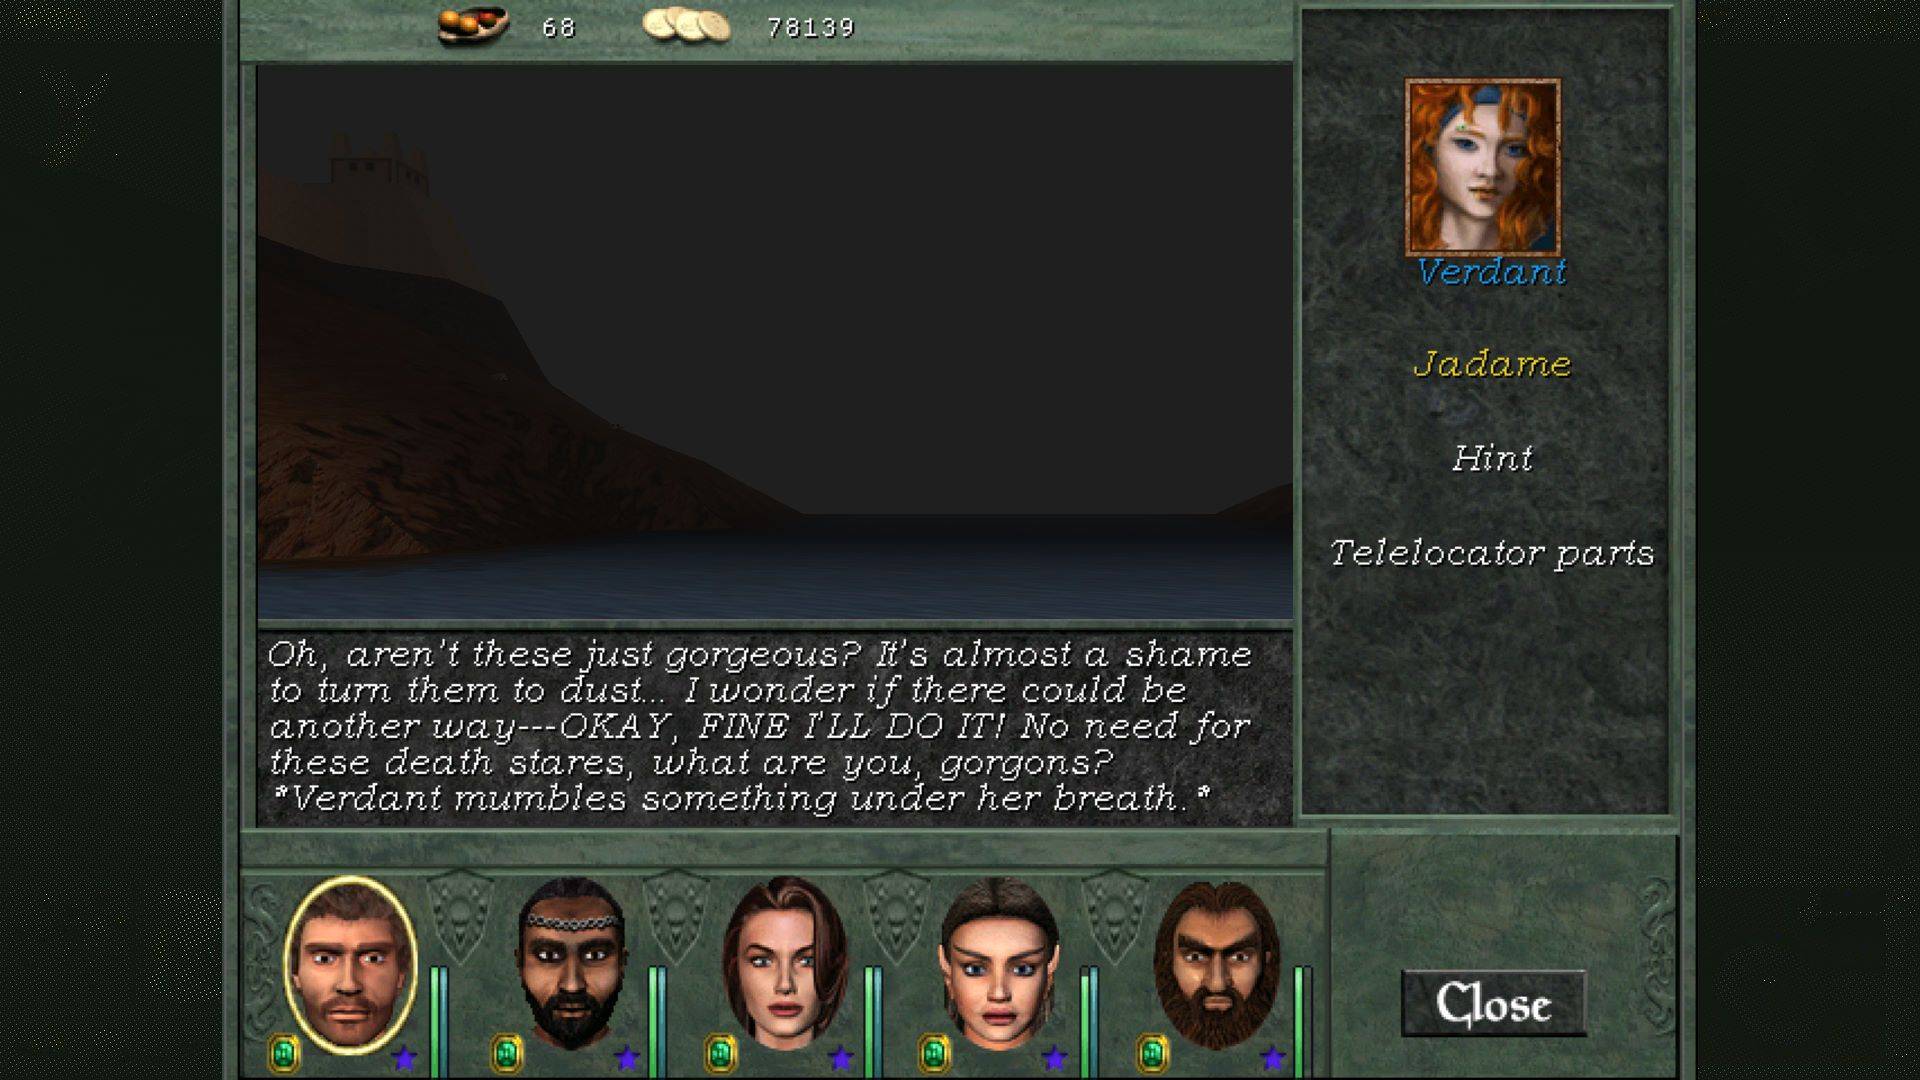 68 78139
Verdant
Jadame
Hint
Telelocator parts
Oh, aren't these just gorgeous? It's almost a shame
to turn them to dust... I wonder if there could be
another way---OKAY, FINE I'LL DO IT! No need for
these death stares, what are you, gorgons?
*Verdant mumbles something under her breath.*
Close